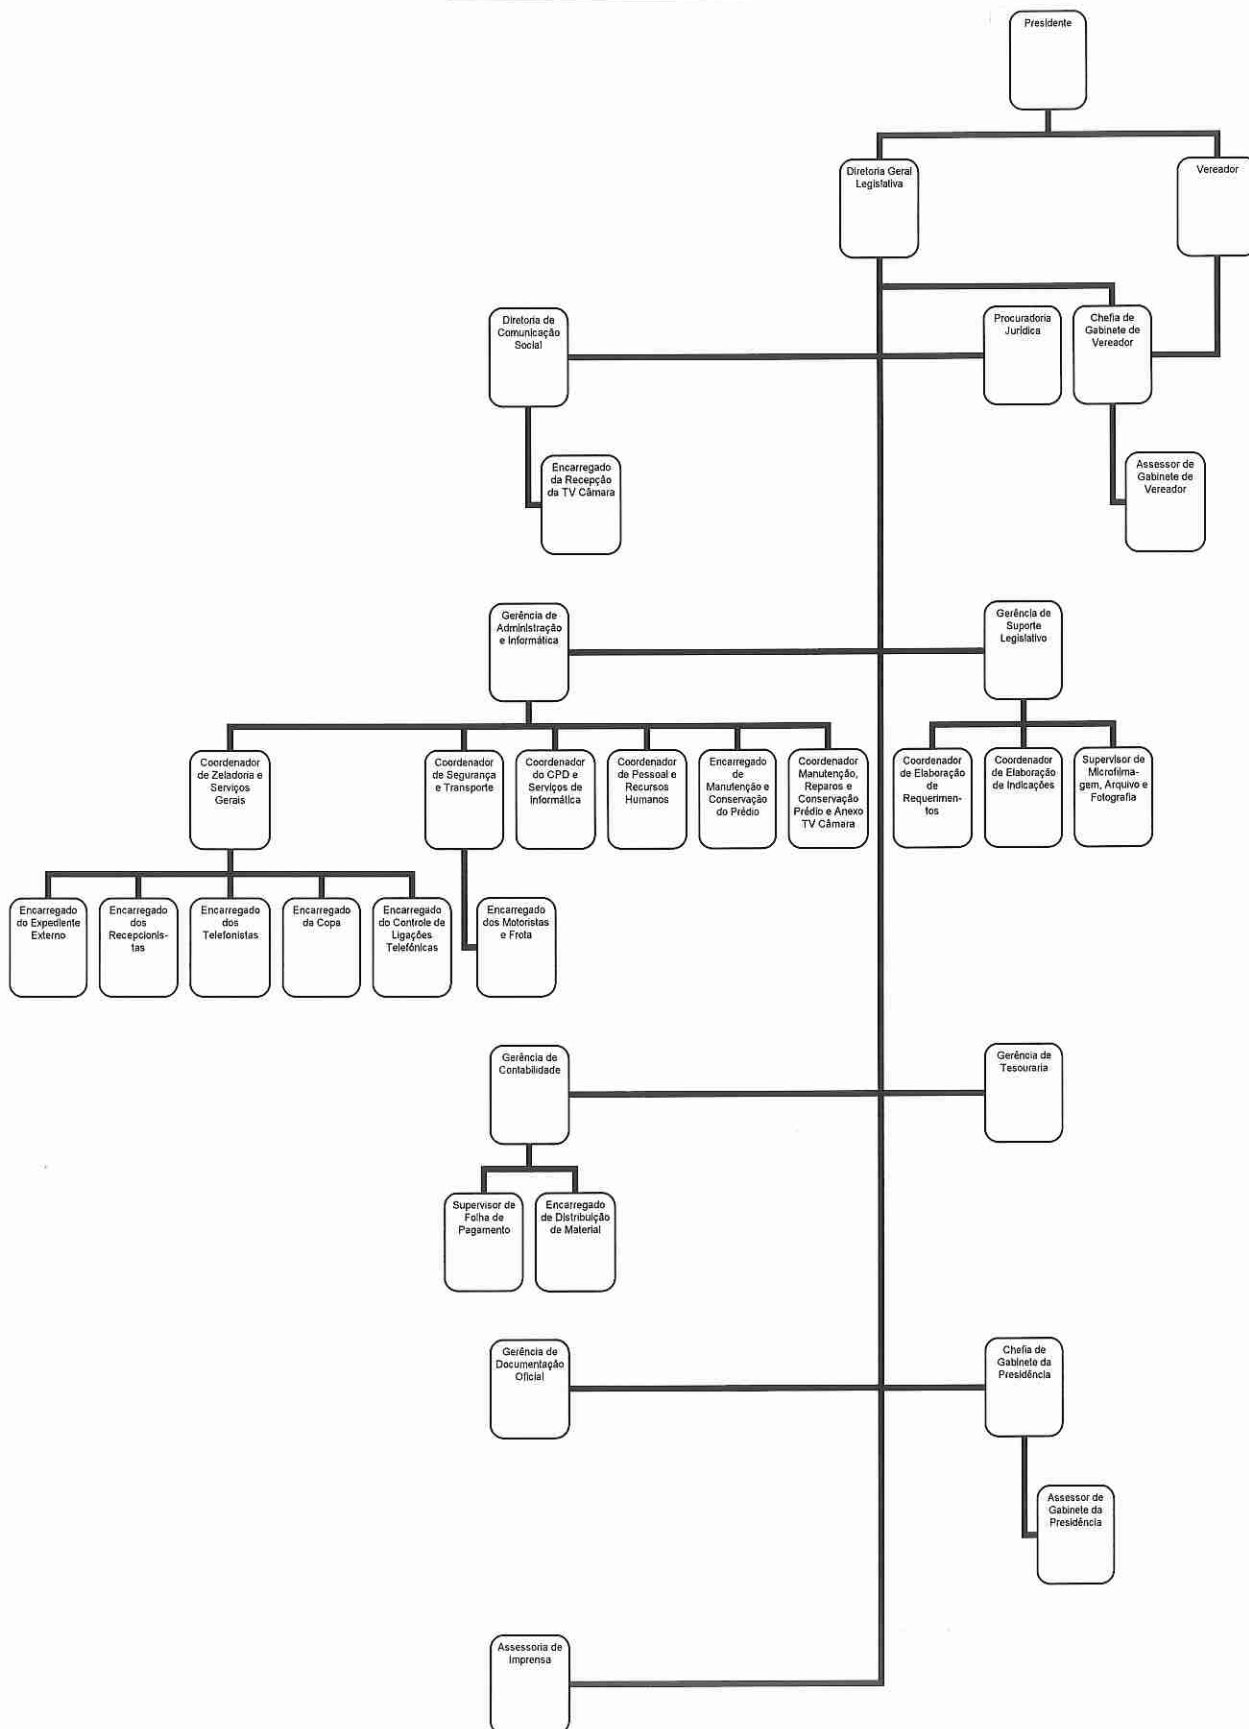 Presidente
Diretoria Geral
Legislativa
Vereador
Diretoria de
Comunicação
Social
Procuradoria
Jurídica
Chefia de
Gabinete de
Vereador
Encarregado
da Recepção
da TV Câmara
Assessor de
Gabinete de
Vereador
Gerência de
Administração
e Informática
Gerência de
Suporte
Legislativo
Coordenador
de Zeladoria e
Serviços
Gerais
Coordenador
de Segurança
e Transporte
Coordenador
do CPD e
Serviços de
Informática
Coordenador
de Pessoal e
Recursos
Humanos
Encarregado
de
Manutenção e
Conservação
do Prédio
Coordenador
Manutenção,
Reparos e
Conservação
Prédio e Anexo
TV Câmara
Coordenador
de Elaboração
de
Requerimen-
tos
Coordenador
de Elaboração
de Indicações
Supervisor de
Microfilma-
gem, Arquivo e
Fotografia
Encarregado
do Expediente
Externo
Encarregado
dos
Recepcionis-
tas
Encarregado
dos
Telefonistas
Encarregado
da Copa
Encarregado
do Controle de
Ligações
Telefônicas
Encarregado
dos Motoristas
e Frota
Gerência de
Contabilidade
Gerência de
Tesouraria
Supervisor de
Folha de
Pagamento
Encarregado
de Distribuição
de Material
Gerência de
Documentação
Oficial
Chefia de
Gabinete da
Presidência
Assessor de
Gabinete da
Presidência
Assessoria de
Imprensa